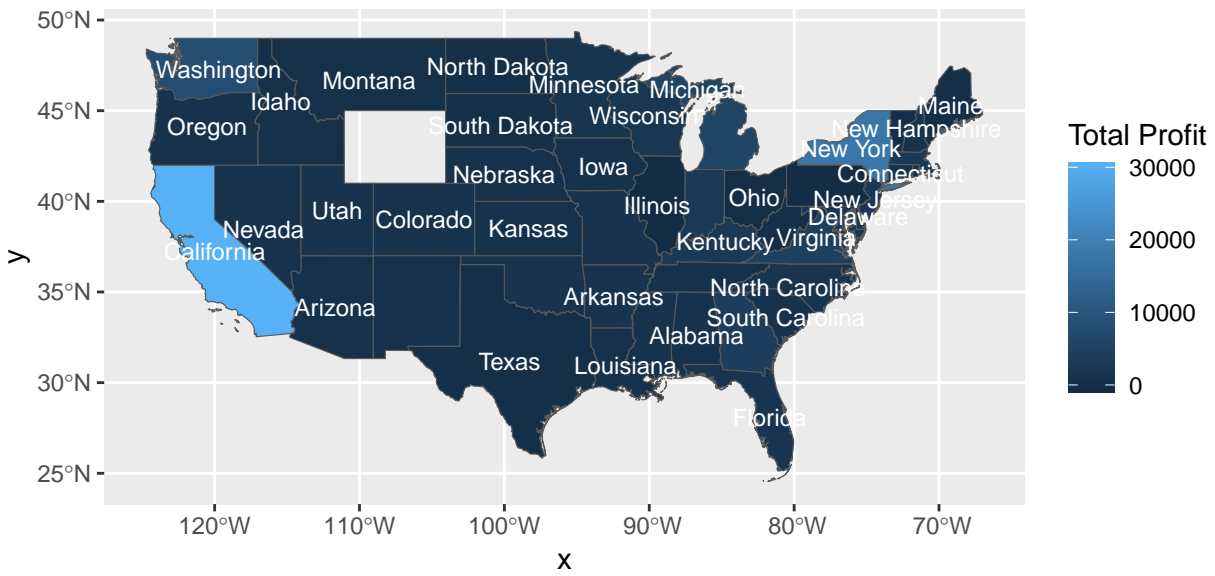 50°N
45°N
40°N
35°N
30°N
25°N
y
Washington
Montana
North Dakota
Minnesota
Michigan
Maine
Idaho
Oregon
South Dakota
Wisconsin
New Hampshire
New York
Iowa
Nebraska
Connecticut
Ohio
New Jersey
Illinois
Utah
Colorado
Delaware
Nevada
Kansas
Kentucky
Virginia
California
Arizona
Arkansas
North Carolina
South Carolina
Alabama
Texas
Louisiana
Florida
120°W
110°W
100°W
90°W
80°W
70°W
x
Total Profit
30000
20000
10000
0